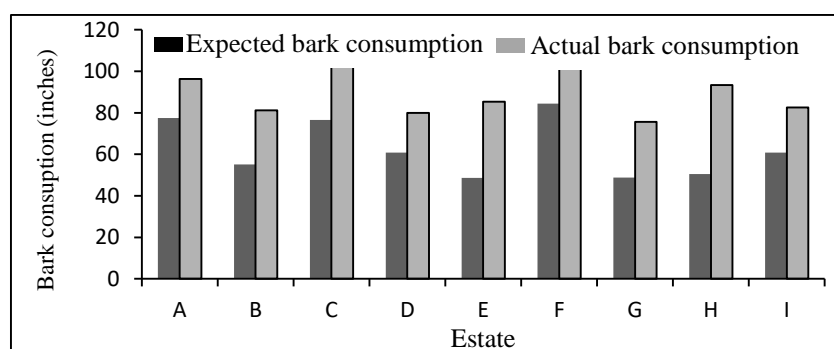 120
Expected bark consumption Actual bark consumption
100
80
60
40
20
0
Bark consuption (inches)
A B C D E F G H I
Estate